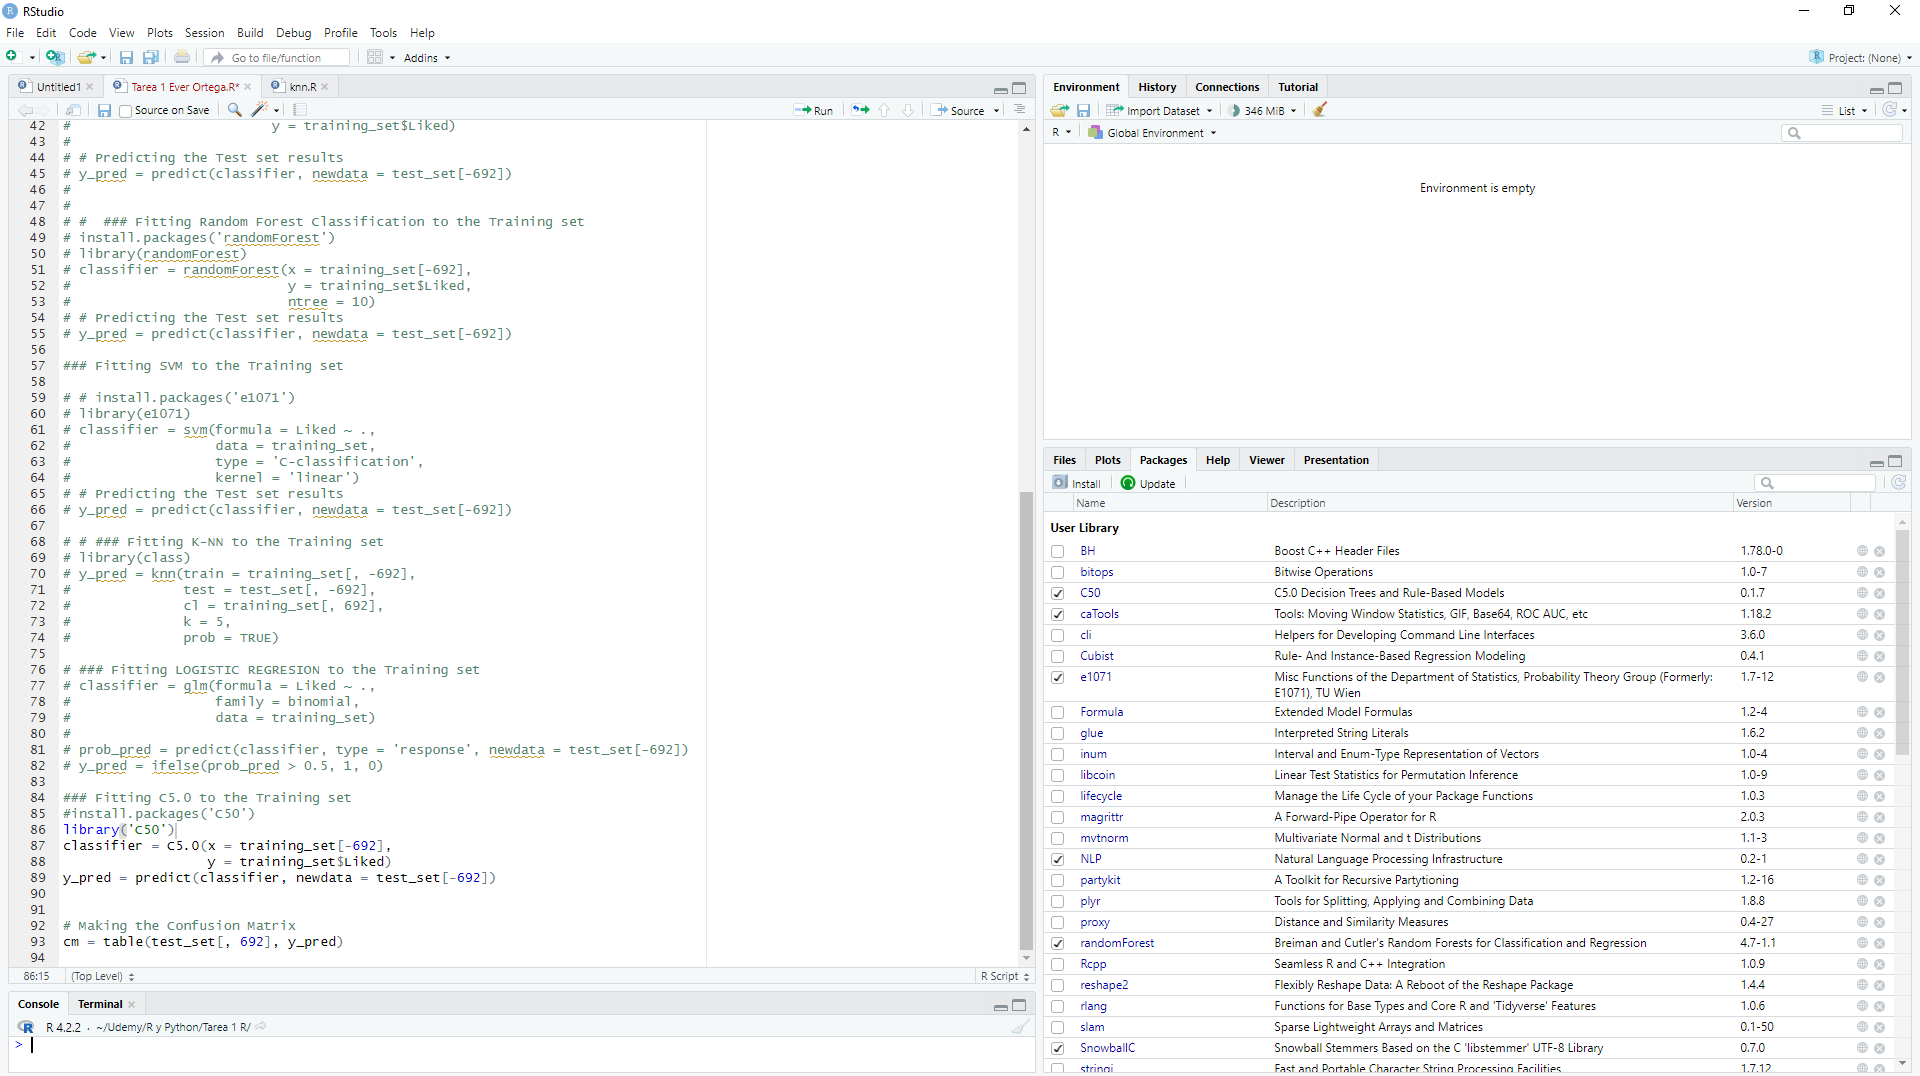 RStudio
File Edit Code View Plots Session Build Debug Profile Tools Help
Go to file/function
Addins
Project: (None)
Untitled1
Tarea 1 Ever Ortega.R*
knn.R
Source on Save
Run
Source
42 # y = training_set$Liked)
43 #
44 # # Predicting the Test set results
45 # y_pred = predict(classifier, newdata = test_set[-692])
46 #
47 #
48 # # ### Fitting Random Forest Classification to the Training set
49 # install.packages('randomForest')
50 # library(randomForest)
51 # classifier = randomForest(x = training_set[-692],
52 # y = training_set$Liked,
53 # ntree = 10)
54 # # Predicting the Test set results
55 # y_pred = predict(classifier, newdata = test_set[-692])
56
57 ### Fitting SVM to the Training set
58
59 # # install.packages('e1071')
60 # library(e1071)
61 # classifier = svm(formula = Liked ~ .,
62 # data = training_set,
63 # type = 'C-classification',
64 # kernel = 'linear')
65 # # Predicting the Test set results
66 # y_pred = predict(classifier, newdata = test_set[-692])
67
68 # # ### Fitting K-NN to the Training set
69 # library(class)
70 # y_pred = knn(train = training_set[, -692],
71 # test = test_set[, -692],
72 # cl = training_set[, 692],
73 # k = 5,
74 # prob = TRUE)
75
76 # ### Fitting LOGISTIC REGRESION to the Training set
77 # classifier = glm(formula = Liked ~ .,
78 # family = binomial,
79 # data = training_set)
80 #
81 # prob_pred = predict(classifier, type = 'response', newdata = test_set[-692])
82 # y_pred = ifelse(prob_pred > 0.5, 1, 0)
83
84 ### Fitting C5.0 to the Training set
85 #install.packages('C50')
86 library('C50')
87 classifier = C5.0(x = training_set[-692],
88 y = training_set$Liked)
89 y_pred = predict(classifier, newdata = test_set[-692])
90
91
92 # Making the Confusion Matrix
93 cm = table(test_set[, 692], y_pred)
94
86:15 (Top Level) R Script
Console Terminal
R 4.2.2 · ~/Udemy/R y Python/Tarea 1 R/
>
Environment History Connections Tutorial
Import Dataset 346 MiB List
R Global Environment
Environment is empty
Files Plots Packages Help Viewer Presentation
Install Update
Name Description Version
User Library
BH Boost C++ Header Files 1.78.0-0
bitops Bitwise Operations 1.0-7
C50 C5.0 Decision Trees and Rule-Based Models 0.1.7
caTools Tools: Moving Window Statistics, GIF, Base64, ROC AUC, etc 1.18.2
cli Helpers for Developing Command Line Interfaces 3.6.0
Cubist Rule- And Instance-Based Regression Modeling 0.4.1
e1071 Misc Functions of the Department of Statistics, Probability Theory Group (Formerly: 1.7-12
E1071), TU Wien
Formula Extended Model Formulas 1.2-4
glue Interpreted String Literals 1.6.2
inum Interval and Enum-Type Representation of Vectors 1.0-4
libcoin Linear Test Statistics for Permutation Inference 1.0-9
lifecycle Manage the Life Cycle of your Package Functions 1.0.3
magrittr A Forward-Pipe Operator for R 2.0.3
mvtnorm Multivariate Normal and t Distributions 1.1-3
NLP Natural Language Processing Infrastructure 0.2-1
partykit A Toolkit for Recursive Partytioning 1.2-16
plyr Tools for Splitting, Applying and Combining Data 1.8.8
proxy Distance and Similarity Measures 0.4-27
randomForest Breiman and Cutler's Random Forests for Classification and Regression 4.7-1.1
Rcpp Seamless R and C++ Integration 1.0.9
reshape2 Flexibly Reshape Data: A Reboot of the Reshape Package 1.4.4
rlang Functions for Base Types and Core R and 'Tidyverse' Features 1.0.6
slam Sparse Lightweight Arrays and Matrices 0.1-50
SnowballC Snowball Stemmers Based on the C 'libstemmer' UTF-8 Library 0.7.0
stringi Fast and Portable Character String Processing Facilities 1.7.12